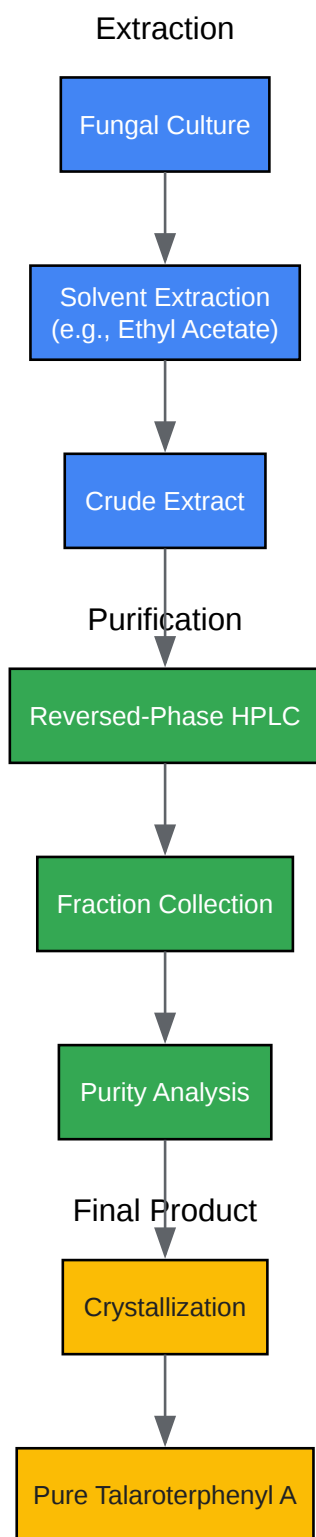 Extraction
Fungal Culture
Solvent Extraction
(e.g., Ethyl Acetate)
Crude Extract
Purification
Reversed-Phase HPLC
Fraction Collection
Purity Analysis
Final Product
Crystallization
Pure Talaroterphenyl A